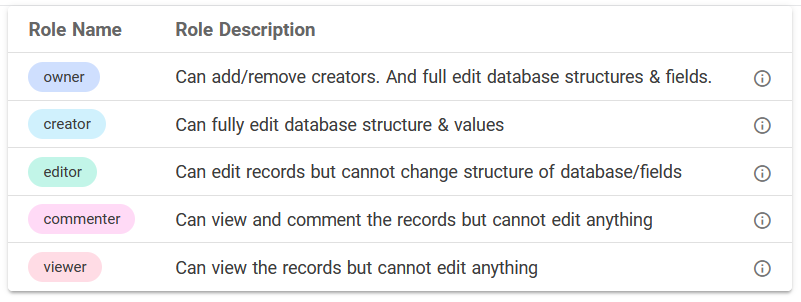 Role Name Role Description
owner Can add/remove creators. And full edit database structures & fields.
creator Can fully edit database structure & values
editor Can edit records but cannot change structure of database/fields
commenter Can view and comment the records but cannot edit anything
viewer Can view the records but cannot edit anything